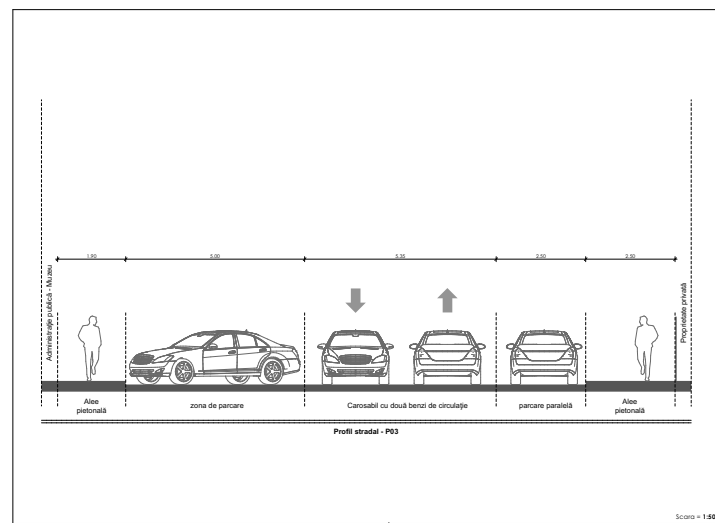 1.90 5.00 5.35 2.50 2.50
Administrație publică - Muzeu
Proprietate privată
Alee
pietonală
zona de parcare
Carosabil cu două benzi de circulație
parcare paralelă
Alee
pietonală
Profil stradal - P03
Scara = 1:50